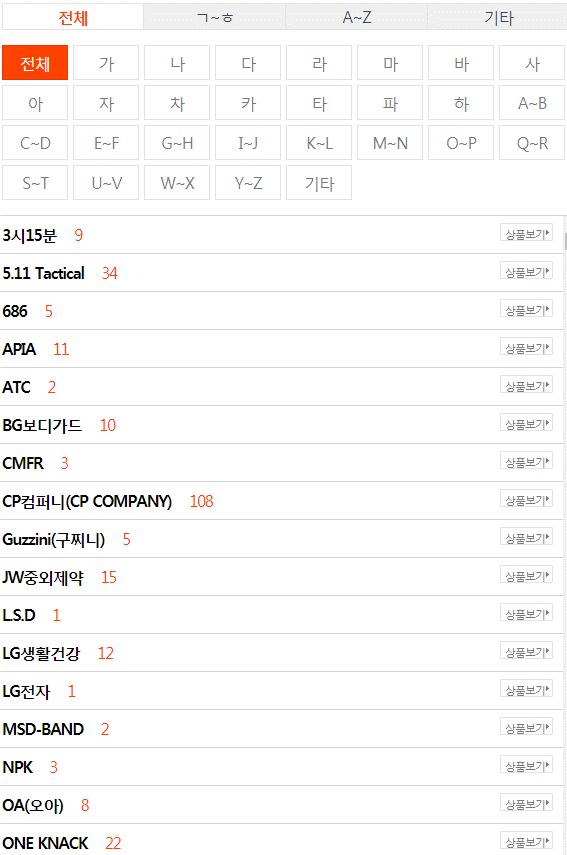 전체 ㄱ~ㅎ A~Z 기타
전체 가 나 다 라 마 바 사
아 자 차 카 타 파 하 A~B
C~D E~F G~H I~J K~L M~N O~P Q~R
S~T U~V W~X Y~Z 기타
3시15분 9 상품보기
5.11 Tactical 34 상품보기
686 5 상품보기
APIA 11 상품보기
ATC 2 상품보기
BG보디가드 10 상품보기
CMFR 3 상품보기
CP컴퍼니(CP COMPANY) 108 상품보기
Guzzini(구찌니) 5 상품보기
JW중외제약 15 상품보기
L.S.D 1 상품보기
LG생활건강 12 상품보기
LG전자 1 상품보기
MSD-BAND 2 상품보기
NPK 3 상품보기
OA(오아) 8 상품보기
ONE KNACK 22 상품보기